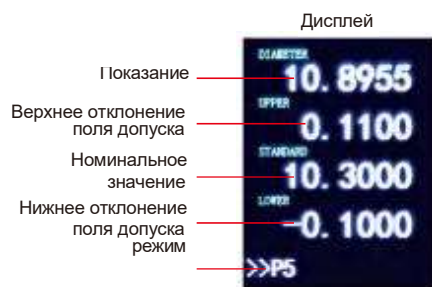 Дисплей
Показание
Верхнее отклонение
поля допуска
Номинальное
значение
Нижнее отклонение
поля допуска
режим
DIAMETER
10.8955
UPPER
0.1100
STANDARD
10.3000
LOWER
-0.1000
>>P5